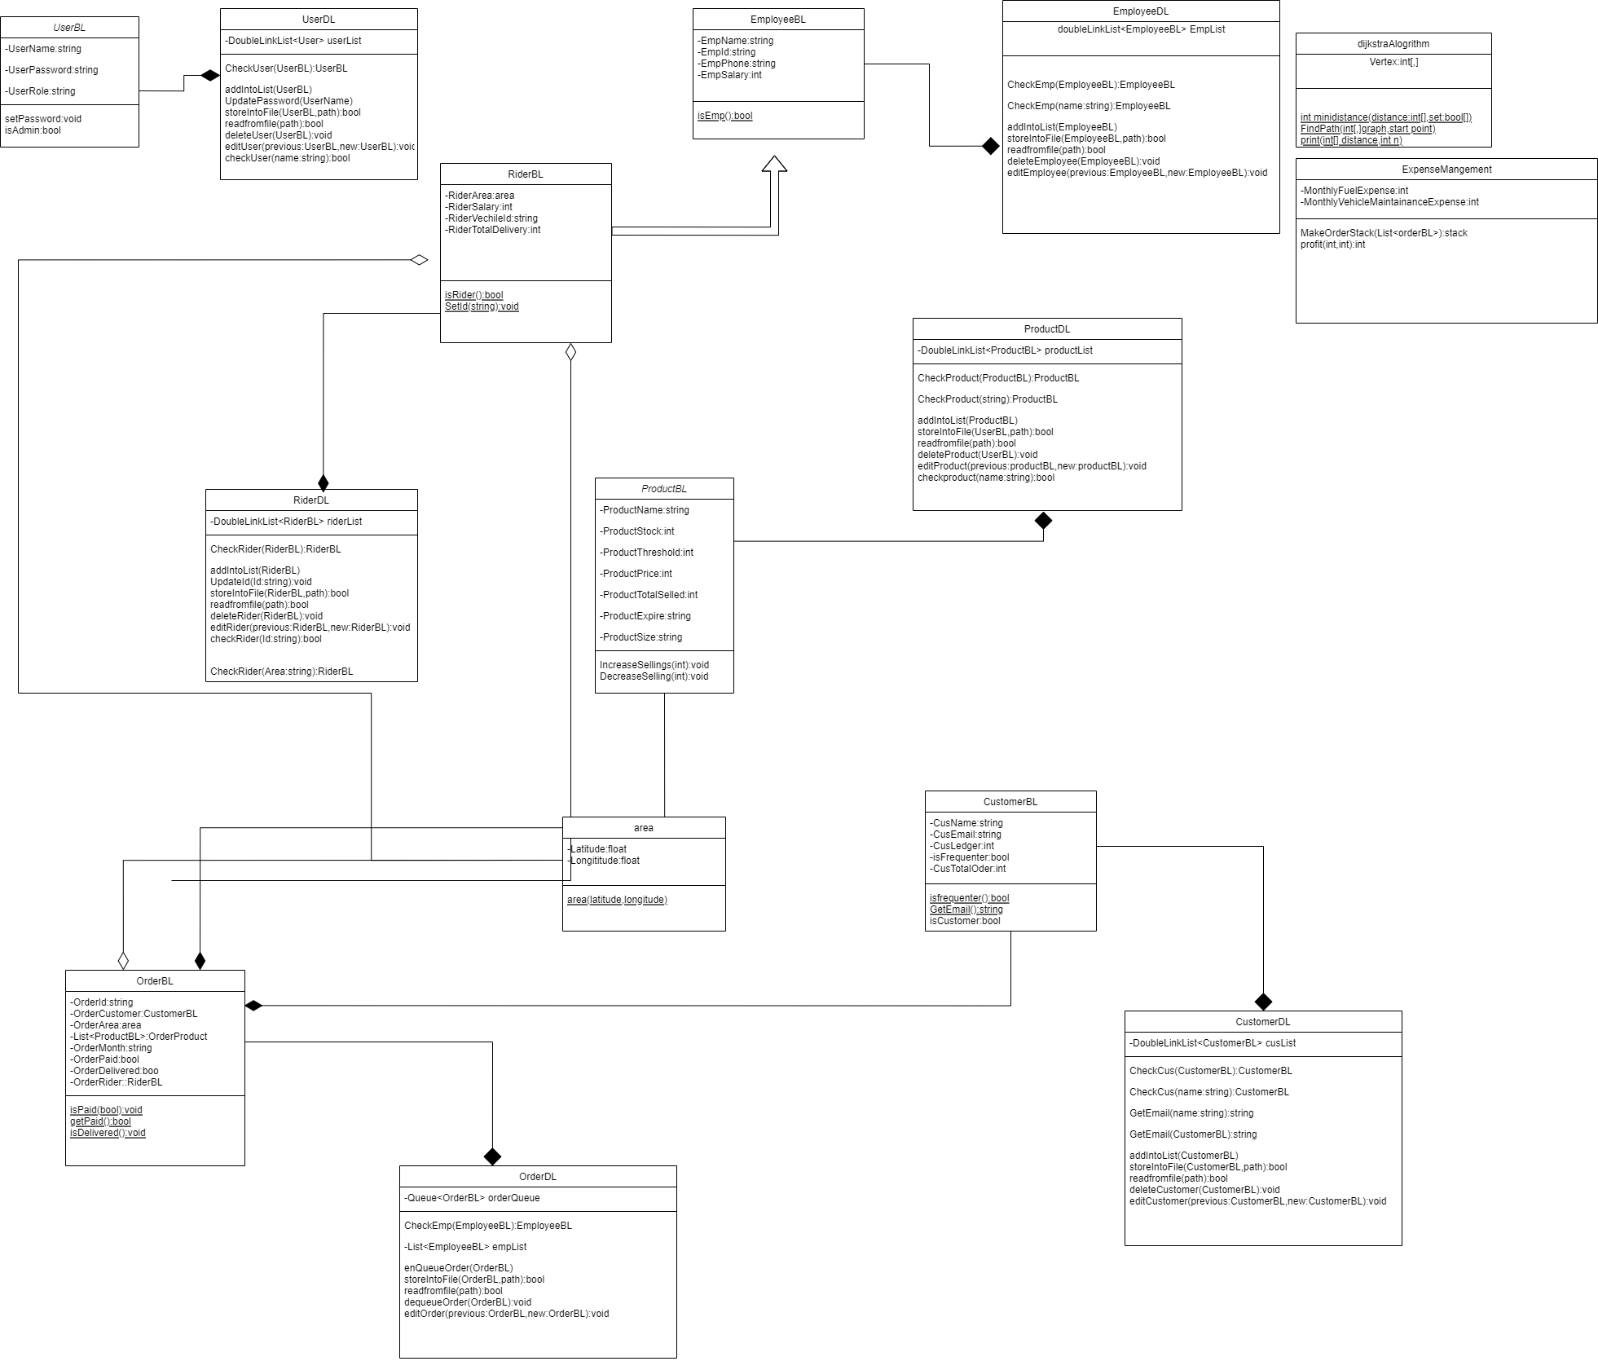 UserBL
-UserName:string
-UserPassword:string
-UserRole:string
setPassword:void
isAdmin:bool
UserDL
-DoubleLinkList<User> userList
CheckUser(UserBL):UserBL
addIntoList(UserBL)
UpdatePassword(UserName)
storeIntoFile(UserBL,path):bool
readfromfile(path):bool
deleteUser(UserBL):void
editUser(previous:UserBL,new:UserBL):voic
checkUser(name:string):bool
EmployeeBL
-EmpName:string
-EmpId:string
-EmpPhone:string
-EmpSalary:int
isEmp():bool
EmployeeDL
doubleLinkList<EmployeeBL> EmpList
CheckEmp(EmployeeBL):EmployeeBL
CheckEmp(name:string):EmployeeBL
addIntoList(EmployeeBL)
storeIntoFile(EmployeeBL,path):bool
readfromfile(path):bool
deleteEmployee(EmployeeBL):void
editEmployee(previous:EmployeeBL,new:EmployeeBL):void
dijkstraAlogrithm
Vertex:int[,]
int minidistance(distance:int[],set:bool[])
FindPath(int[,]graph,start point)
print(int[] distance,int n)
ExpenseMangement
-MonthlyFuelExpense:int
-MonthlyVehicleMaintainanceExpense:int
MakeOrderStack(List<orderBL>):stack
profit(int,int):int
RiderBL
-RiderArea:area
-RiderSalary:int
-RiderVechileId:string
-RiderTotalDelivery:int
isRider():bool
SetId(string):void
ProductDL
-DoubleLinkList<ProductBL> productList
CheckProduct(ProductBL):ProductBL
CheckProduct(string):ProductBL
addIntoList(ProductBL)
storeIntoFile(UserBL,path):bool
readfromfile(path):bool
deleteProduct(UserBL):void
editProduct(previous:productBL,new:productBL):void
checkproduct(name:string):bool
RiderDL
-DoubleLinkList<RiderBL> riderList
CheckRider(RiderBL):RiderBL
addIntoList(RiderBL)
UpdateId(Id:string):void
storeIntoFile(RiderBL,path):bool
readfromfile(path):bool
deleteRider(RiderBL):void
editRider(previous:RiderBL,new:RiderBL):void
checkRider(Id:string):bool
CheckRider(Area:string):RiderBL
ProductBL
-ProductName:string
-ProductStock:int
-ProductThreshold:int
-ProductPrice:int
-ProductTotalSelled:int
-ProductExpire:string
-ProductSize:string
IncreaseSellings(int):void
DecreaseSelling(int):void
area
-Latitude:float
-Longititude:float
area(latitude,longitude)
CustomerBL
-CusName:string
-CusEmail:string
-CusLedger:int
-isFrequenter:bool
-CusTotalOder:int
isfrequenter():bool
GetEmail():string
isCustomer:bool
OrderBL
-OrderId:string
-OrderCustomer:CustomerBL
-OrderArea:area
-List<ProductBL>:OrderProduct
-OrderMonth:string
-OrderPaid:bool
-OrderDelivered:boo
-OrderRider::RiderBL
isPaid(bool):void
getPaid():bool
isDelivered():void
CustomerDL
-DoubleLinkList<CustomerBL> cusList
CheckCus(CustomerBL):CustomerBL
CheckCus(name:string):CustomerBL
GetEmail(name:string):string
GetEmail(CustomerBL):string
addIntoList(CustomerBL)
storeIntoFile(CustomerBL,path):bool
readfromfile(path):bool
deleteCustomer(CustomerBL):void
editCustomer(previous:CustomerBL,new:CustomerBL):void
OrderDL
-Queue<OrderBL> orderQueue
CheckEmp(EmployeeBL):EmployeeBL
-List<EmployeeBL> empList
enQueueOrder(OrderBL)
storeIntoFile(OrderBL,path):bool
readfromfile(path):bool
dequeueOrder(OrderBL):void
editOrder(previous:OrderBL,new:OrderBL):void